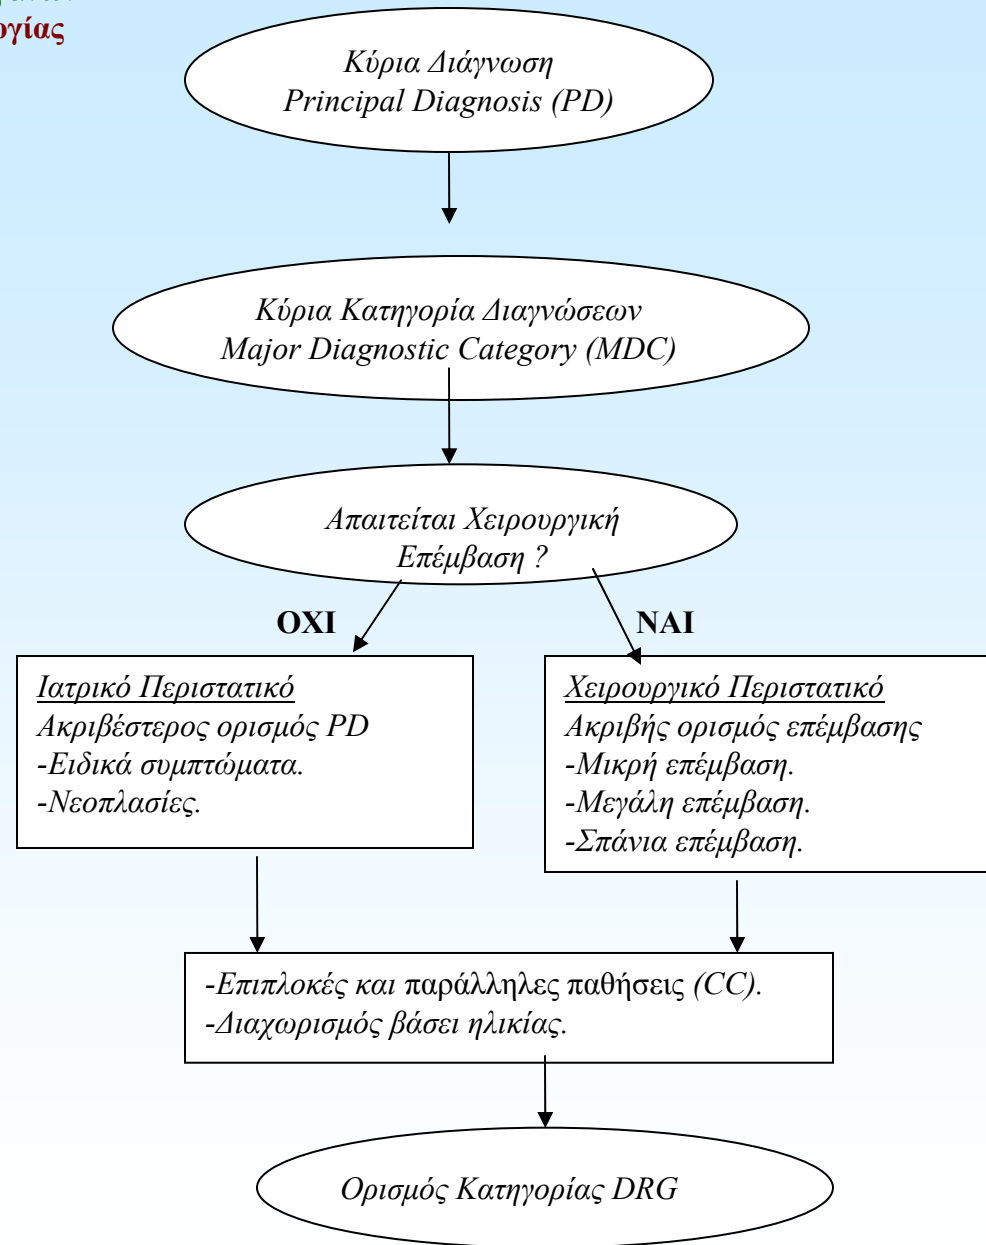 Κύρια Διάγνωση
Principal Diagnosis (PD)
Κύρια Κατηγορία Διαγνώσεων
Major Diagnostic Category (MDC)
Απαιτείται Χειρουργική
Επέμβαση ?
ΟΧΙ
ΝΑΙ
Ιατρικό Περιστατικό
Ακριβέστερος ορισμός PD
-Ειδικά συμπτώματα.
-Νεοπλασίες.
Χειρουργικό Περιστατικό
Ακριβής ορισμός επέμβασης
-Μικρή επέμβαση.
-Μεγάλη επέμβαση.
-Σπάνια επέμβαση.
-Επιπλοκές και παράλληλες παθήσεις (CC).
-Διαχωρισμός βάσει ηλικίας.
Ορισμός Κατηγορίας DRG